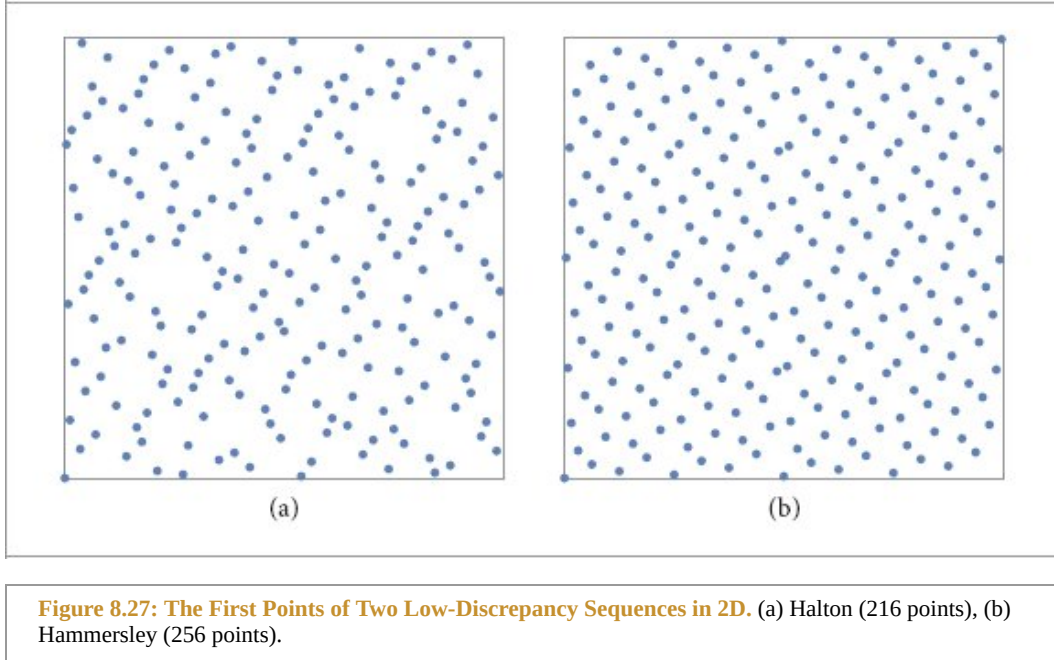 (a)
(b)
Figure 8.27: The First Points of Two Low-Discrepancy Sequences in 2D. (a) Halton (216 points), (b)
Hammersley (256 points).